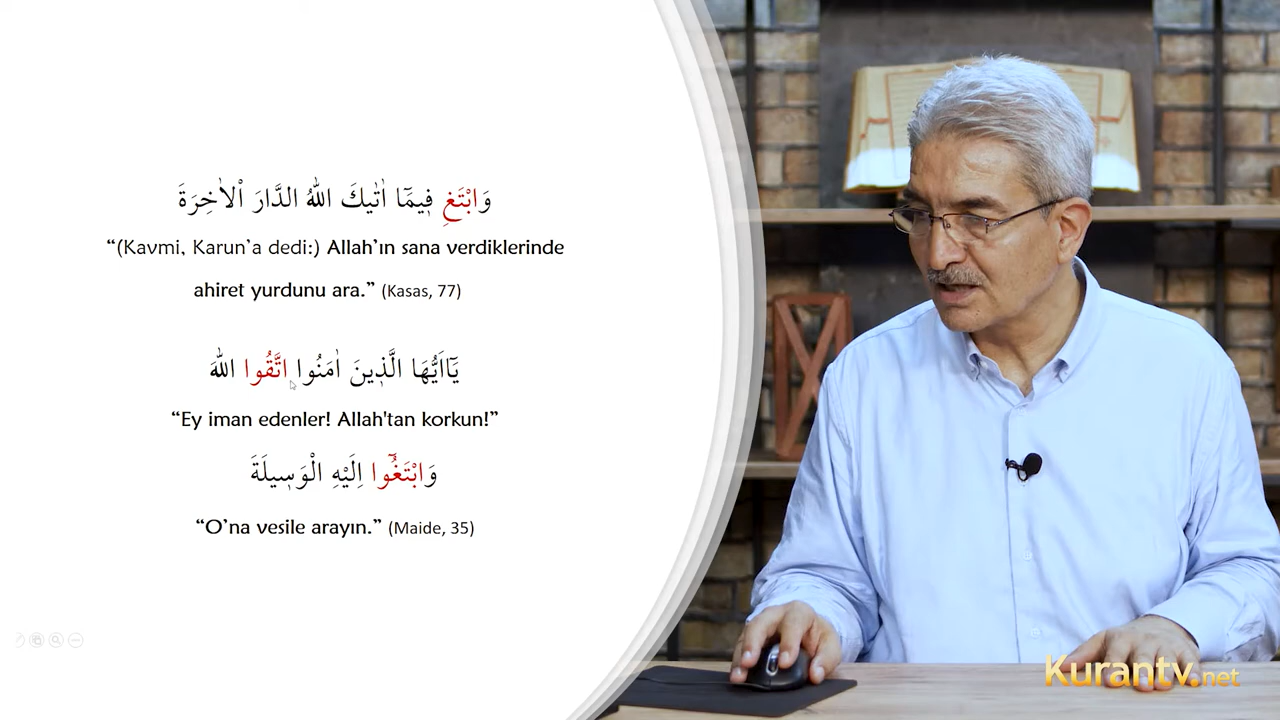 وَابْتَغِ ف۪يمَٓا اٰتٰيكَ اللّٰهُ الدَّارَ الْاٰخِرَةَ
“(Kavmi, Karun’a dedi:) Allah’ın sana verdiklerinde
ahiret yurdunu ara.” (Kasas, 77)
يَٓا اَيُّهَا الَّذ۪ينَ اٰمَنُوا اتَّقُوا اللّٰهَ
“Ey iman edenler! Allah'tan korkun!”
وَابْتَغُٓوا اِلَيْهِ الْوَس۪يلَةَ
“O’na vesile arayın.” (Maide, 35)
Kurantv.net